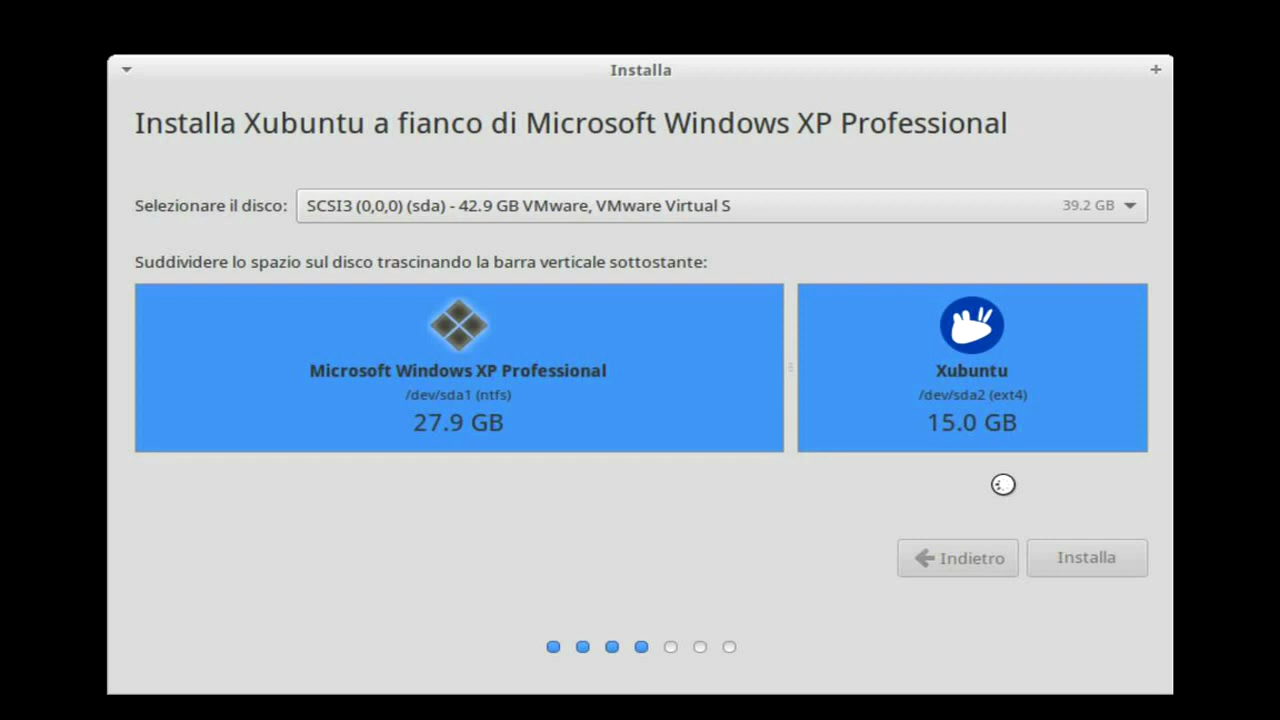 Installa
Installa Xubuntu a fianco di Microsoft Windows XP Professional
Selezionare il disco: SCSI3 (0,0,0) (sda) - 42.9 GB VMware, VMware Virtual S 39.2 GB
Suddividere lo spazio sul disco trascinando la barra verticale sottostante:
Microsoft Windows XP Professional
/dev/sda1 (ntfs)
27.9 GB
Xubuntu
/dev/sda2 (ext4)
15.0 GB
Indietro
Installa